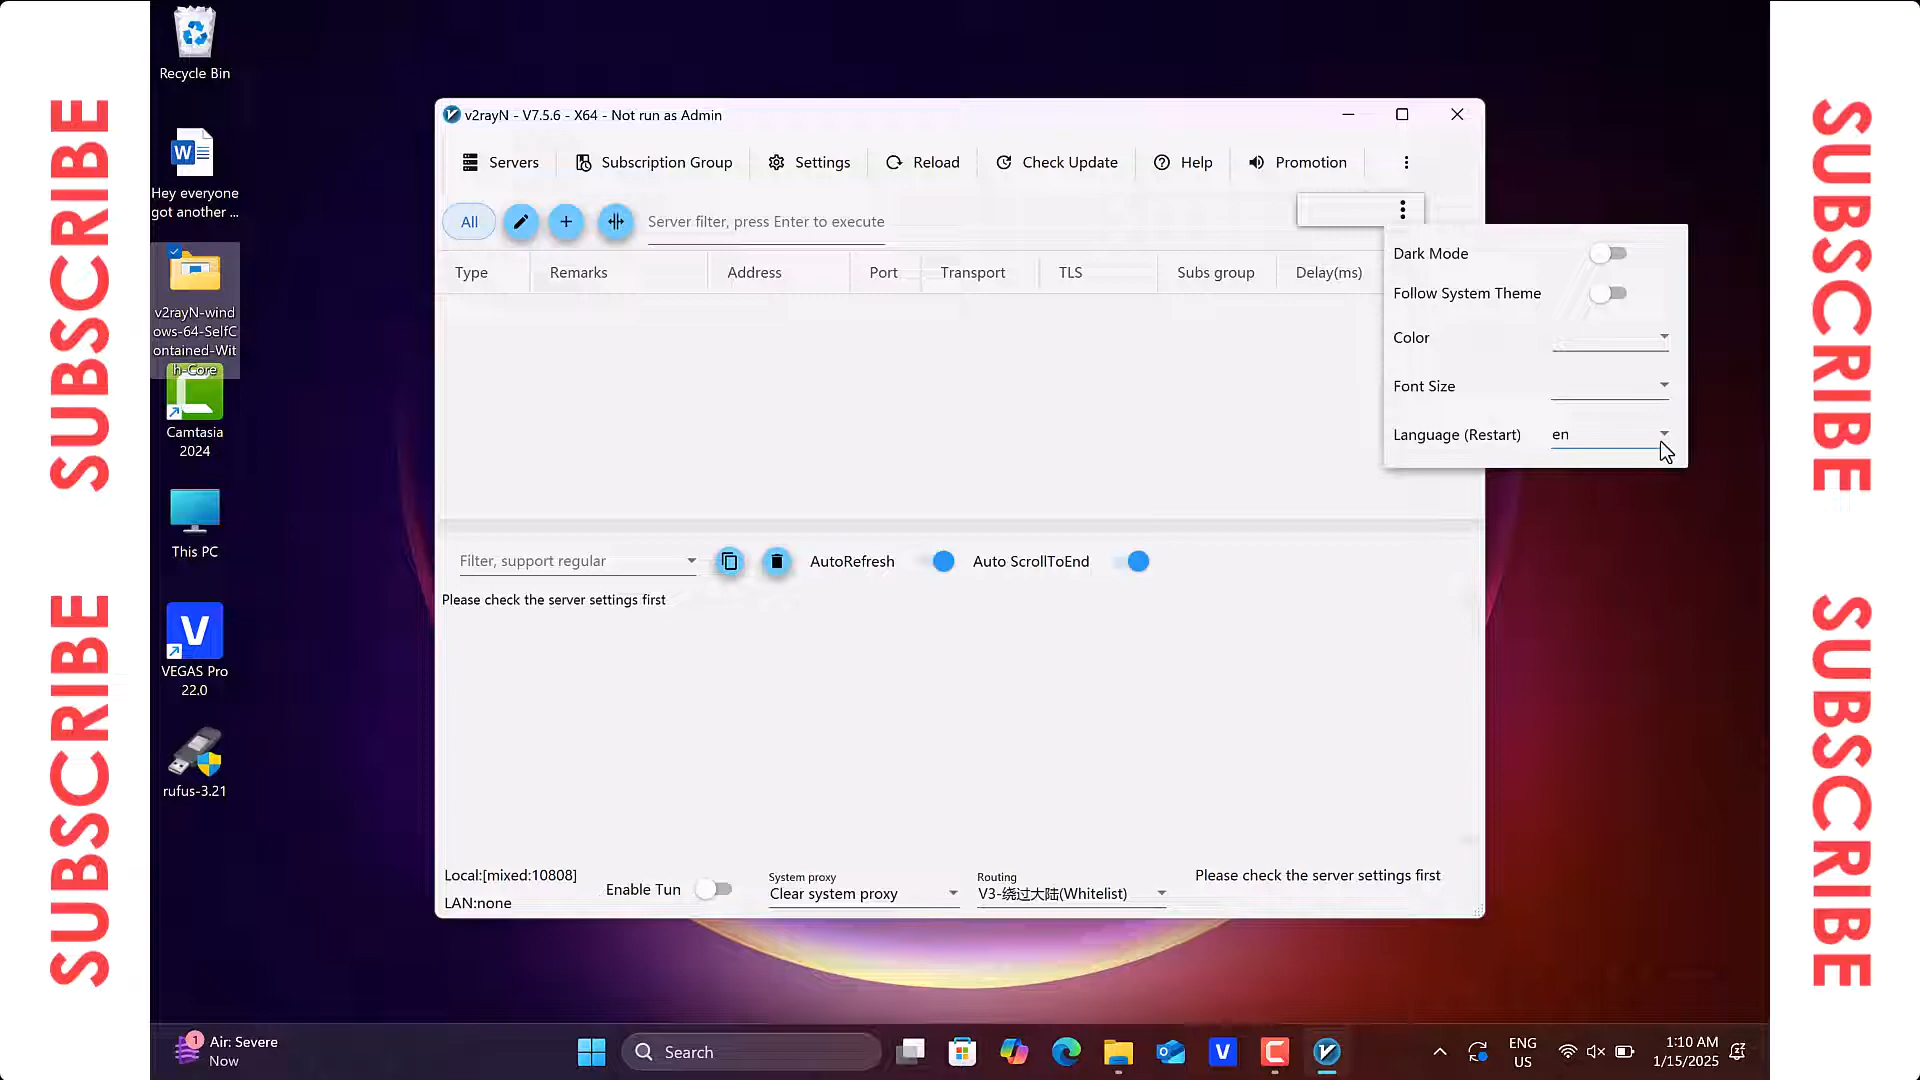 SUBSCRIBE
SUBSCRIBE
SUBSCRIBE
SUBSCRIBE
Recycle Bin
Hey everyone
got another ...
v2rayN-wind
ows-64-SelfC
ontained-Wit
h-Core
Camtasia
2024
This PC
VEGAS Pro
22.0
rufus-3.21
v2rayN - V7.5.6 - X64 - Not run as Admin
Servers
Subscription Group
Settings
Reload
Check Update
Help
Promotion
All
Server filter, press Enter to execute
Type
Remarks
Address
Port
Transport
TLS
Subs group
Delay(ms)
Dark Mode
Follow System Theme
Color
Font Size
Language (Restart)
en
Filter, support regular
AutoRefresh
Auto ScrollToEnd
Please check the server settings first
Local:[mixed:10808]
LAN:none
Enable Tun
System proxy
Clear system proxy
Routing
V3-绕过大陆(Whitelist)
Please check the server settings first
1
Air: Severe
Now
Search
ENG
US
1:10 AM
1/15/2025